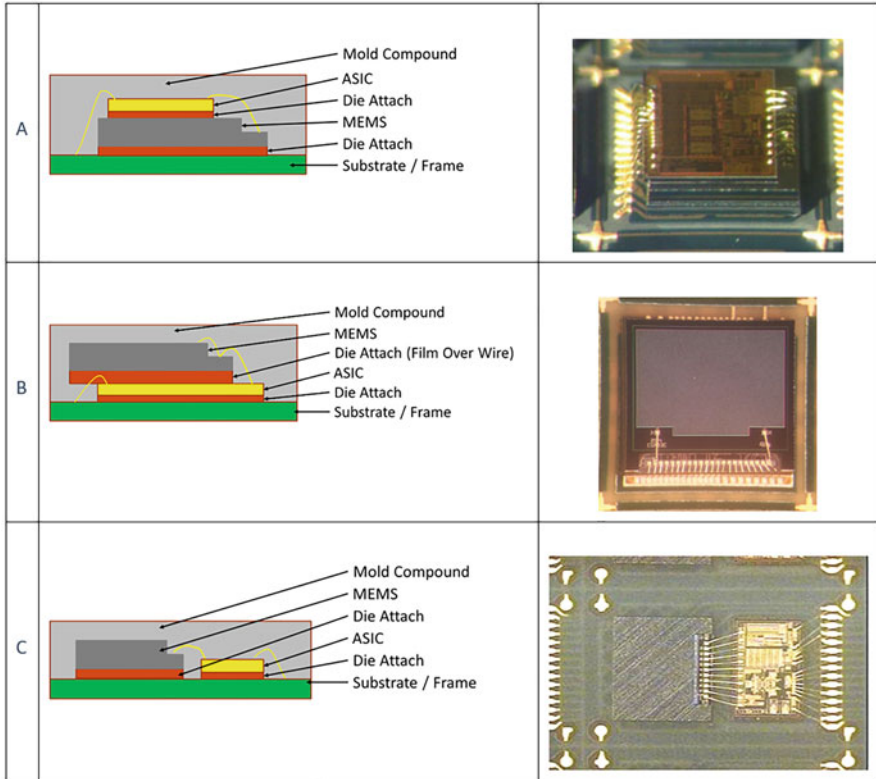 A
Mold Compound
ASIC
Die Attach
MEMS
Die Attach
Substrate / Frame
B
Mold Compound
MEMS
Die Attach (Film Over Wire)
ASIC
Die Attach
Substrate / Frame
C
Mold Compound
MEMS
Die Attach
ASIC
Die Attach
Substrate / Frame